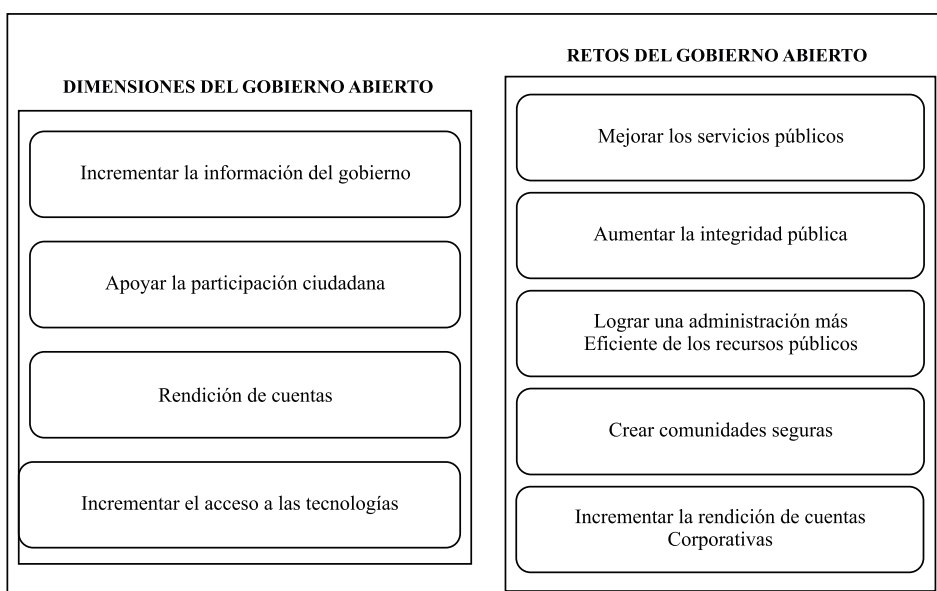 DIMENSIONES DEL GOBIERNO ABIERTO
Incrementar la información del gobierno
Apoyar la participación ciudadana
Rendición de cuentas
Incrementar el acceso a las tecnologías
RETOS DEL GOBIERNO ABIERTO
Mejorar los servicios públicos
Aumentar la integridad pública
Lograr una administración más
Eficiente de los recursos públicos
Crear comunidades seguras
Incrementar la rendición de cuentas
Corporativas